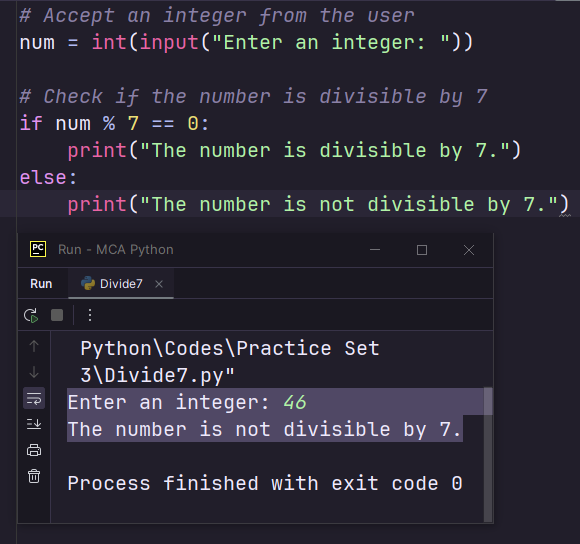 # Accept an integer from the user
num = int(input("Enter an integer: "))
# Check if the number is divisible by 7
if num % 7 == 0:
    print("The number is divisible by 7.")
else:
    print("The number is not divisible by 7.")
PC
Run - MCA Python
Run Divide7
Python\Codes\Practice Set
3\Divide7.py"
Enter an integer: 46
The number is not divisible by 7.
Process finished with exit code 0